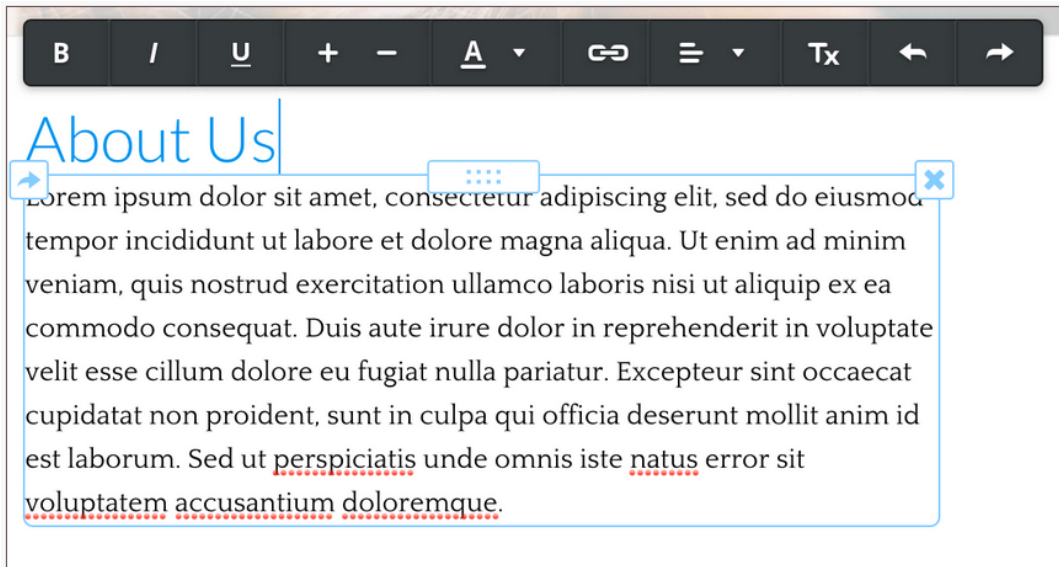 B I U + − A Tx
About Us
Lorem ipsum dolor sit amet, consectetur adipiscing elit, sed do eiusmod
tempor incididunt ut labore et dolore magna aliqua. Ut enim ad minim
veniam, quis nostrud exercitation ullamco laboris nisi ut aliquip ex ea
commodo consequat. Duis aute irure dolor in reprehenderit in voluptate
velit esse cillum dolore eu fugiat nulla pariatur. Excepteur sint occaecat
cupidatat non proident, sunt in culpa qui officia deserunt mollit anim id
est laborum. Sed ut perspiciatis unde omnis iste natus error sit
voluptatem accusantium doloremque.